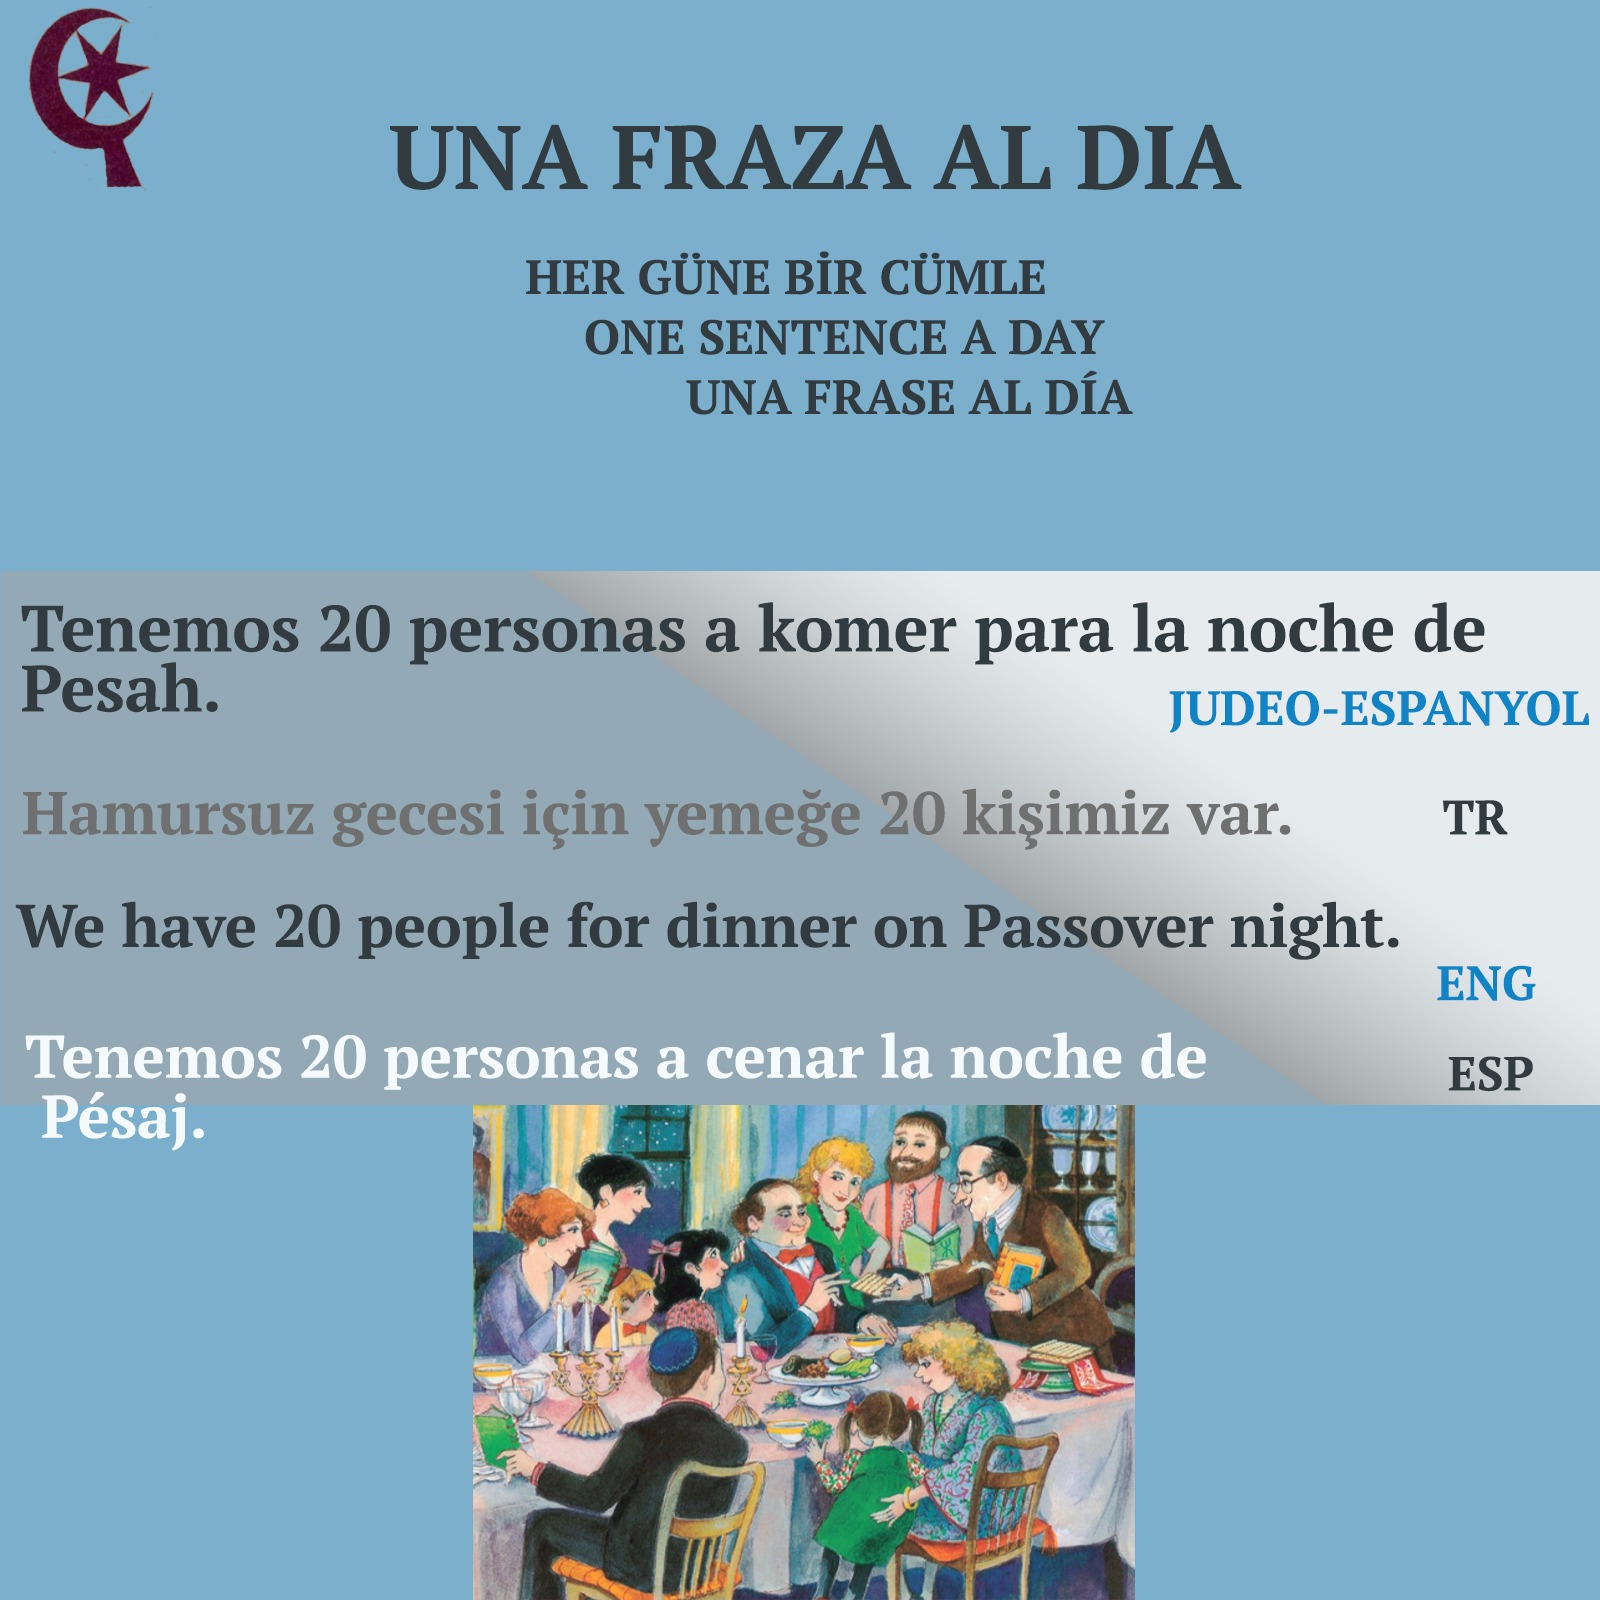 UNA FRAZA AL DIA
HER GÜNE BİR CÜMLE
ONE SENTENCE A DAY
UNA FRASE AL DÍA
Tenemos 20 personas a komer para la noche de
Pesah.
JUDEO-ESPANYOL
Hamursuz gecesi için yemeğe 20 kişimiz var.
TR
We have 20 people for dinner on Passover night.
ENG
Tenemos 20 personas a cenar la noche de
Pésaj.
ESP